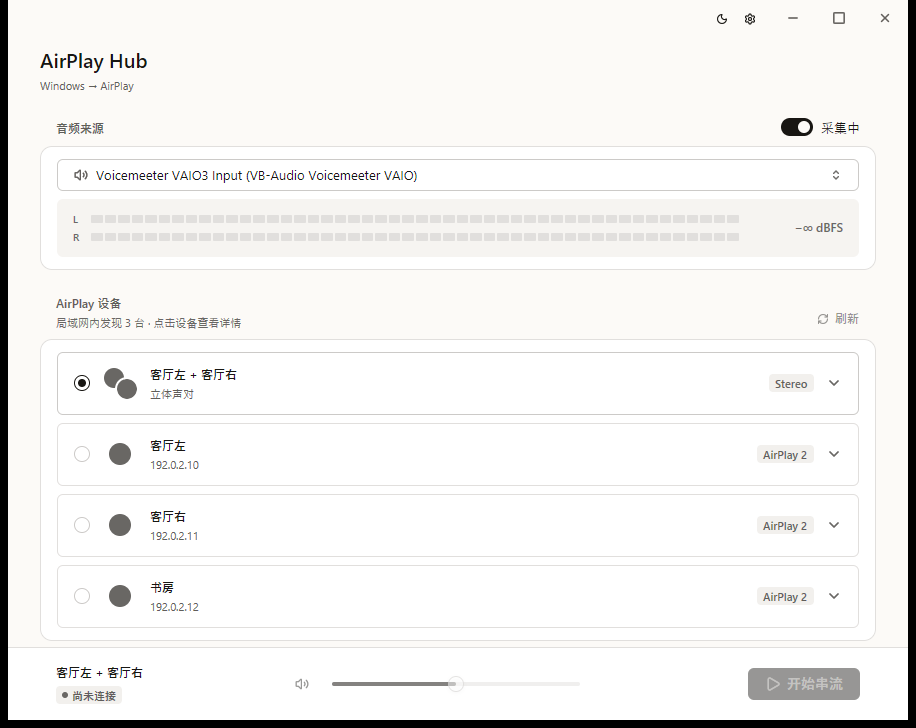 AirPlay Hub
Windows → AirPlay
音频来源
采集中
Voicemeeter VAIO3 Input (VB-Audio Voicemeeter VAIO)
L
R
−∞ dBFS
AirPlay 设备
局域网内发现 3 台 · 点击设备查看详情
刷新
客厅左 + 客厅右
立体声对
Stereo
客厅左
192.0.2.10
AirPlay 2
客厅右
192.0.2.11
AirPlay 2
书房
192.0.2.12
AirPlay 2
客厅左 + 客厅右
尚未连接
开始串流